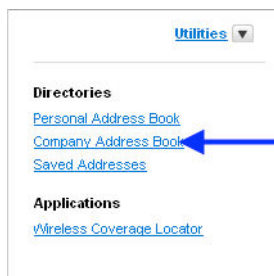 Utilities
Directories
Personal Address Book
Company Address Book
Saved Addresses
Applications
Wireless Coverage Locator